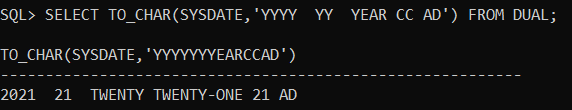 SQL> SELECT TO_CHAR(SYSDATE,'YYYY  YY  YEAR CC AD') FROM DUAL;
TO_CHAR(SYSDATE,'YYYYYYYEARCCAD')
----------------------------------------------------------
2021  21  TWENTY TWENTY-ONE 21 AD